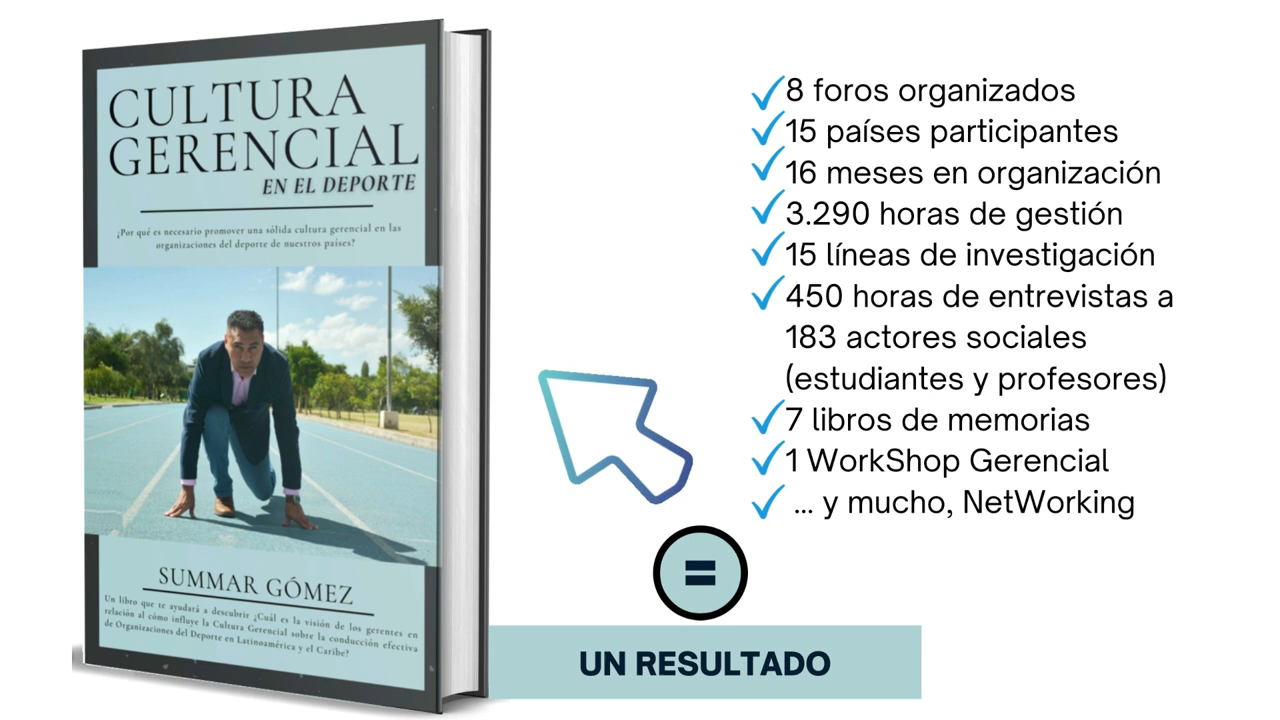 CULTURA
GERENCIAL
EN EL DEPORTE
¿Por qué es necesario promover una sólida cultura gerencial en las
organizaciones del deporte de nuestros países?
SUMMAR GÓMEZ
Un libro que te ayudará a descubrir ¿Cuál es la visión de los gerentes en
relación al cómo influye la Cultura Gerencial sobre la conducción efectiva
de Organizaciones del Deporte en Latinoamérica y el Caribe?
8 foros organizados
15 países participantes
16 meses en organización
3.290 horas de gestión
15 líneas de investigación
450 horas de entrevistas a
183 actores sociales
(estudiantes y profesores)
7 libros de memorias
1 WorkShop Gerencial
... y mucho, NetWorking
=
UN RESULTADO